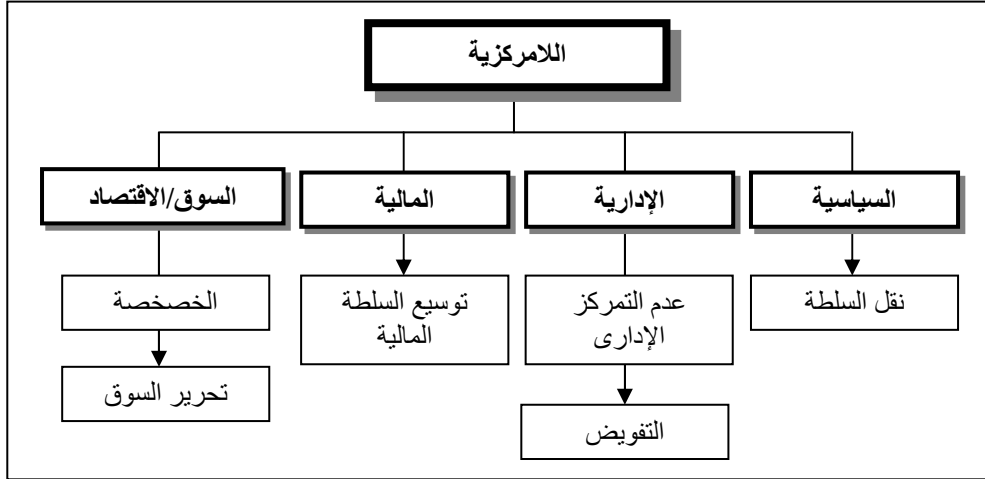 اللامركزية
السياسية
الإدارية
المالية
السوق/الاقتصاد
نقل السلطة
عدم التمركز
الإدارى
توسيع السلطة
المالية
الخصخصة
التفويض
تحرير السوق